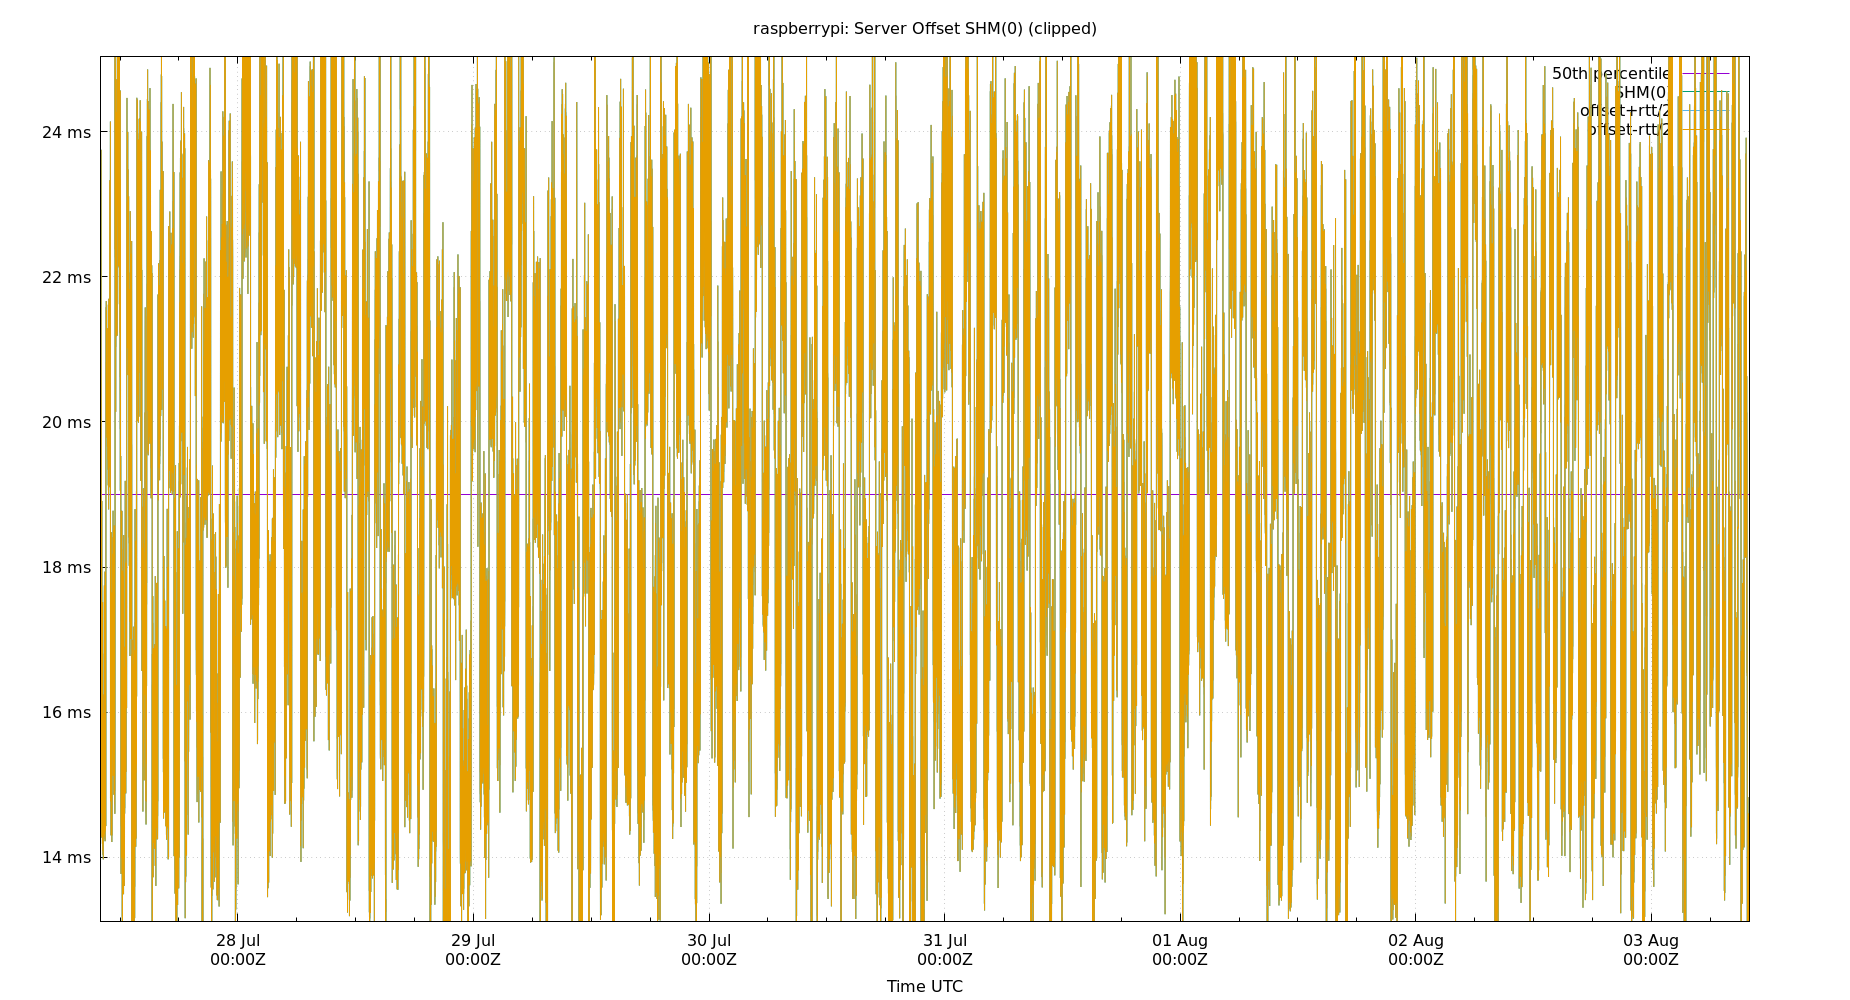 raspberrypi: Server Offset SHM(0) (clipped)
50th percentile
SHM(0)
offset+rtt/2
offset-rtt/2
24 ms
22 ms
20 ms
18 ms
16 ms
14 ms
28 Jul
00:00Z
29 Jul
00:00Z
30 Jul
00:00Z
31 Jul
00:00Z
01 Aug
00:00Z
02 Aug
00:00Z
03 Aug
00:00Z
Time UTC